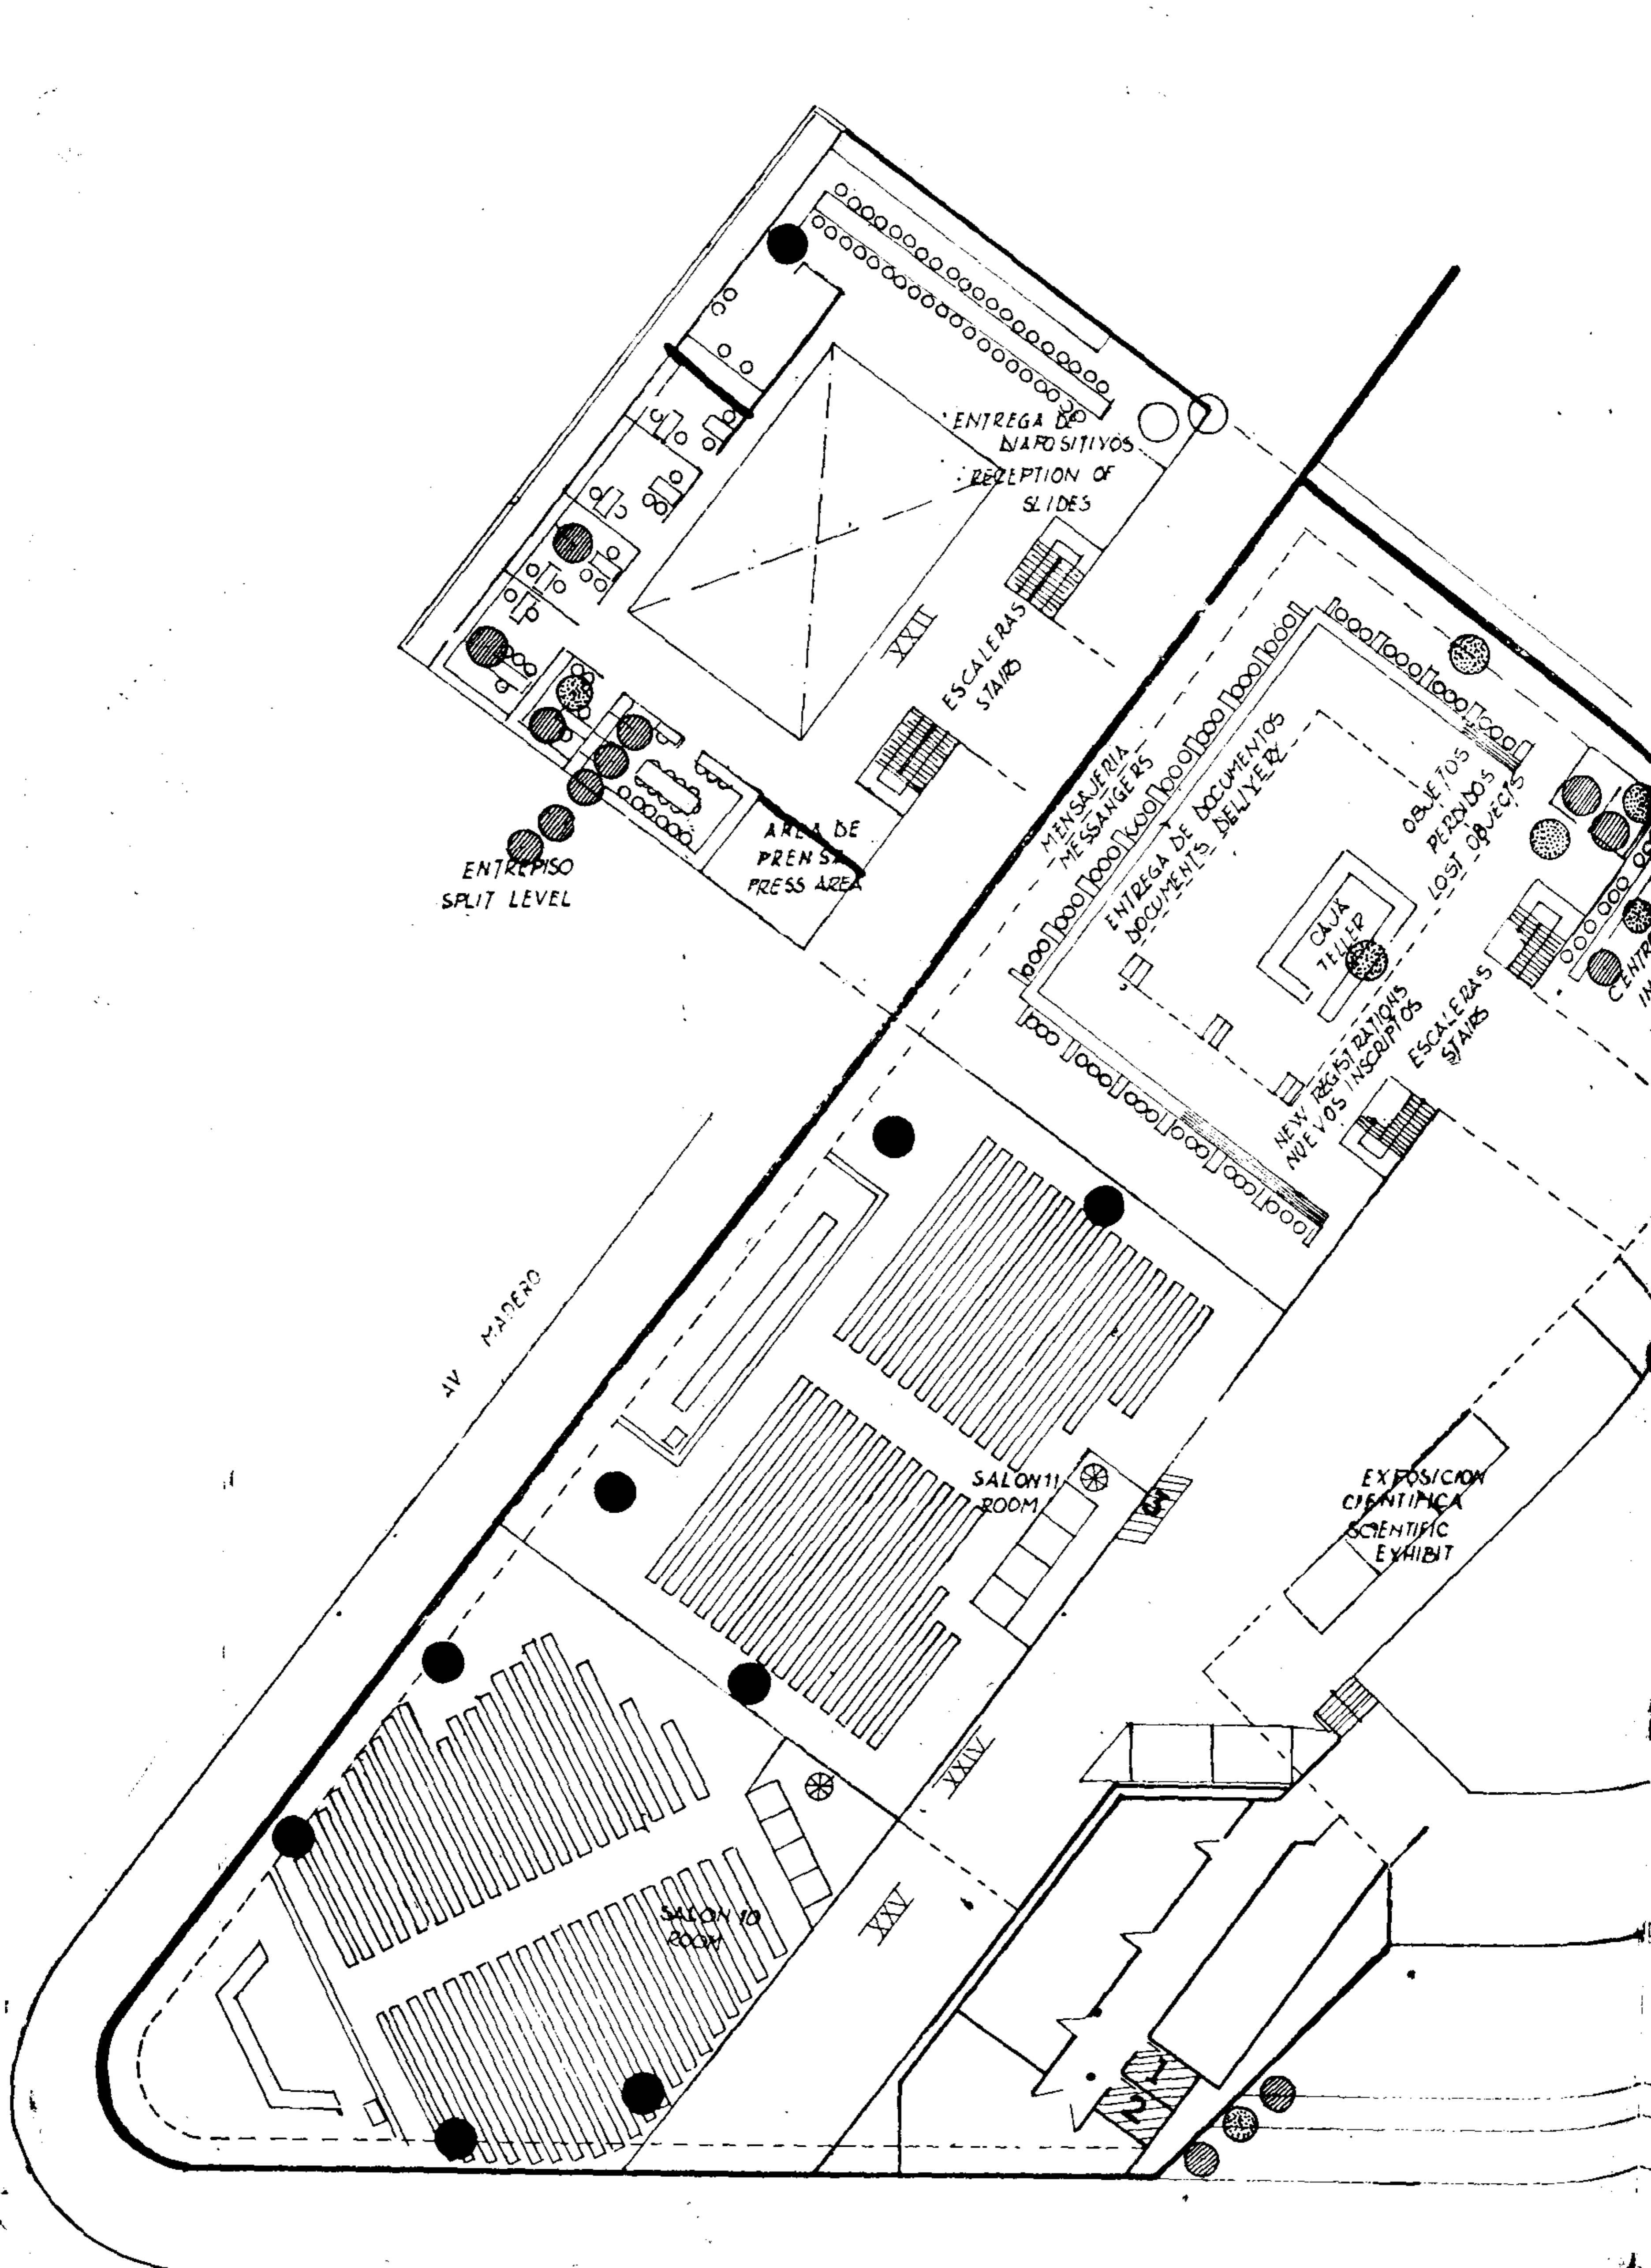 ENTREGA DE
DIAPOSITIVOS
RECEPTION OF
SLIDES
XXII
ESCALERAS
STAIRS
ENTREPISO
SPLIT LEVEL
AREA DE
PRENSA
PRESS AREA
MENSAJERIA
MESSANGERS
ENTREGA DE DOCUMENTOS
DOCUMENTS DELIVERY
OBJETOS
PERDIDOS
LOST OBJECTS
CAJA
TELLER
NEW REGISTRATIONS
NUEVOS INSCRIPTOS
ESCALERAS
STAIRS
AV MADERO
SALON 11
ROOM
3
EXPOSICION
CIENTIFICA
SCIENTIFIC
EXHIBIT
XXIV
SALON 10
ROOM
XXV
1
2